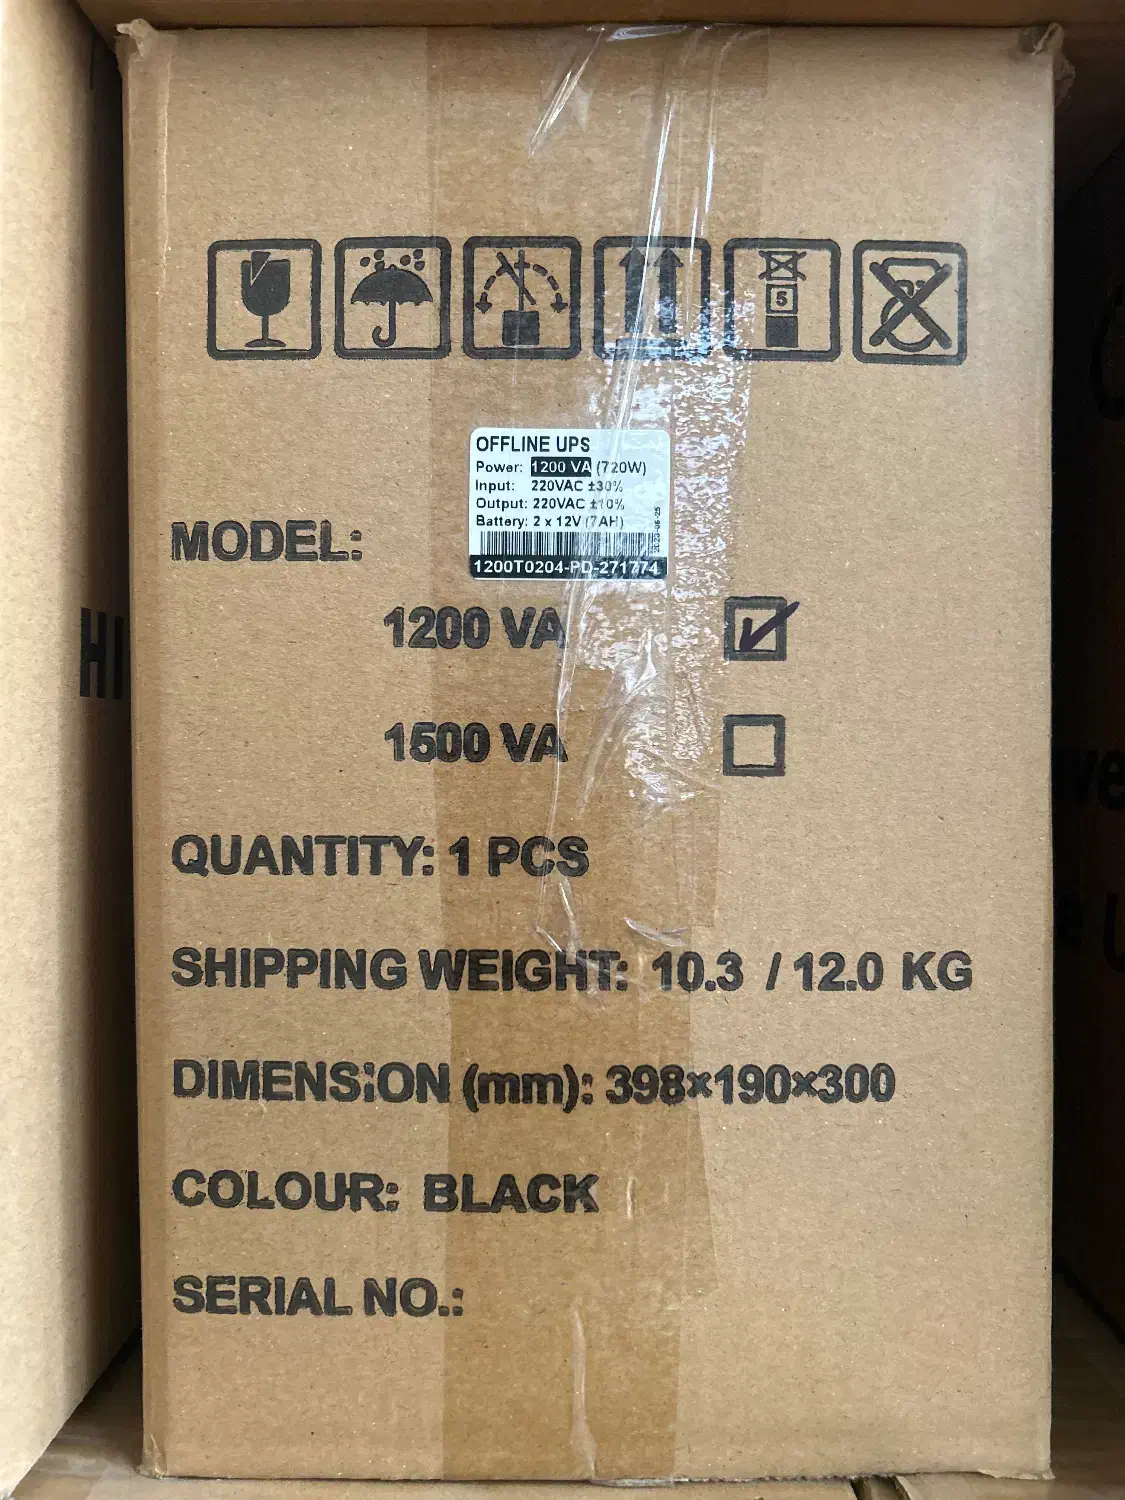 5
OFFLINE UPS
Power: 1200 VA (720W)
Input: 220VAC ±30%
Output: 220VAC ±10%
Battery: 2 x 12V (7AH)
1200T0204-PD-271774
MODEL:
1200 VA
1500 VA
QUANTITY: 1 PCS
SHIPPING WEIGHT: 10.3 / 12.0 KG
DIMENSION (mm): 398×190×300
COLOUR: BLACK
SERIAL NO.:
HI